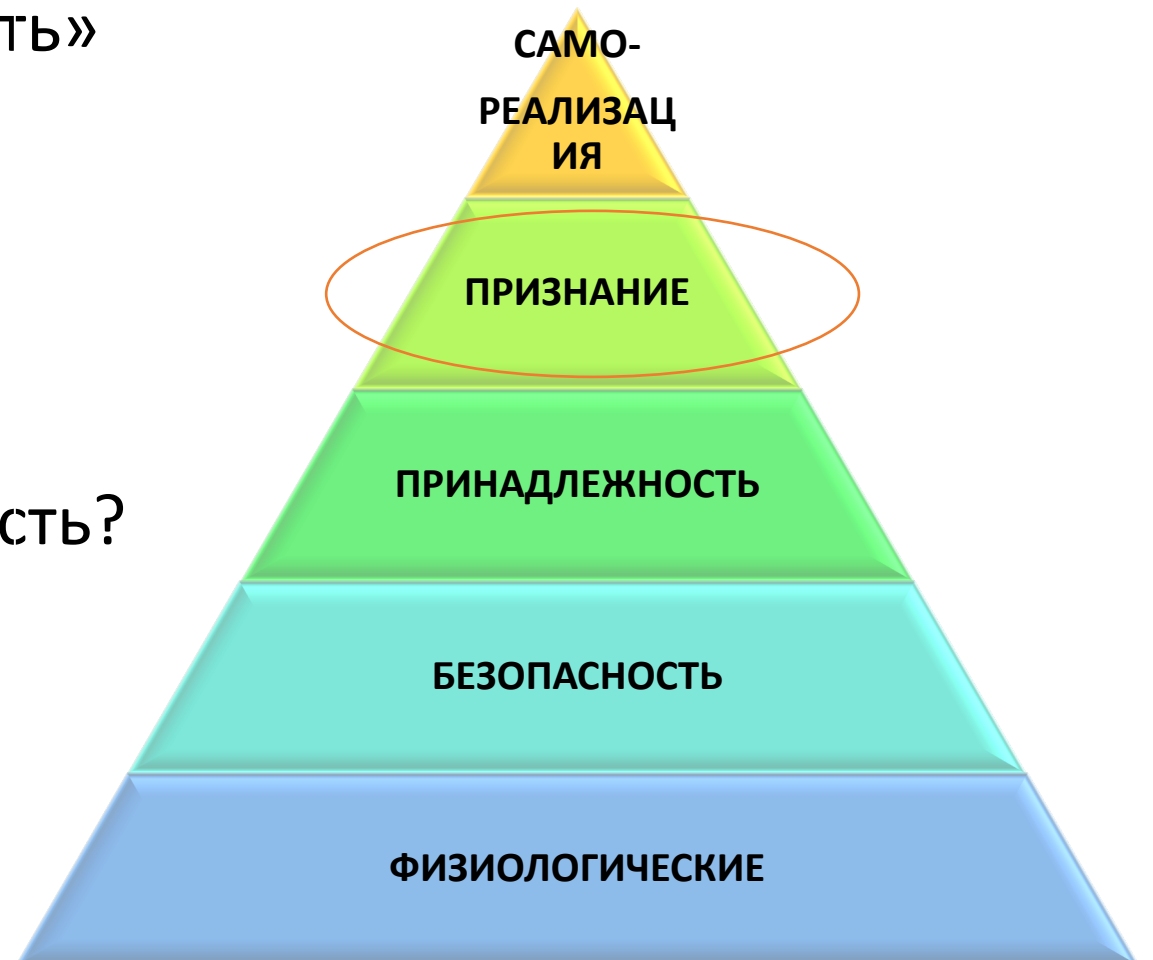 ть»
САМО-
РЕАЛИЗАЦ
ИЯ
ПРИЗНАНИЕ
ПРИНАДЛЕЖНОСТЬ
сть?
БЕЗОПАСНОСТЬ
ФИЗИОЛОГИЧЕСКИЕ